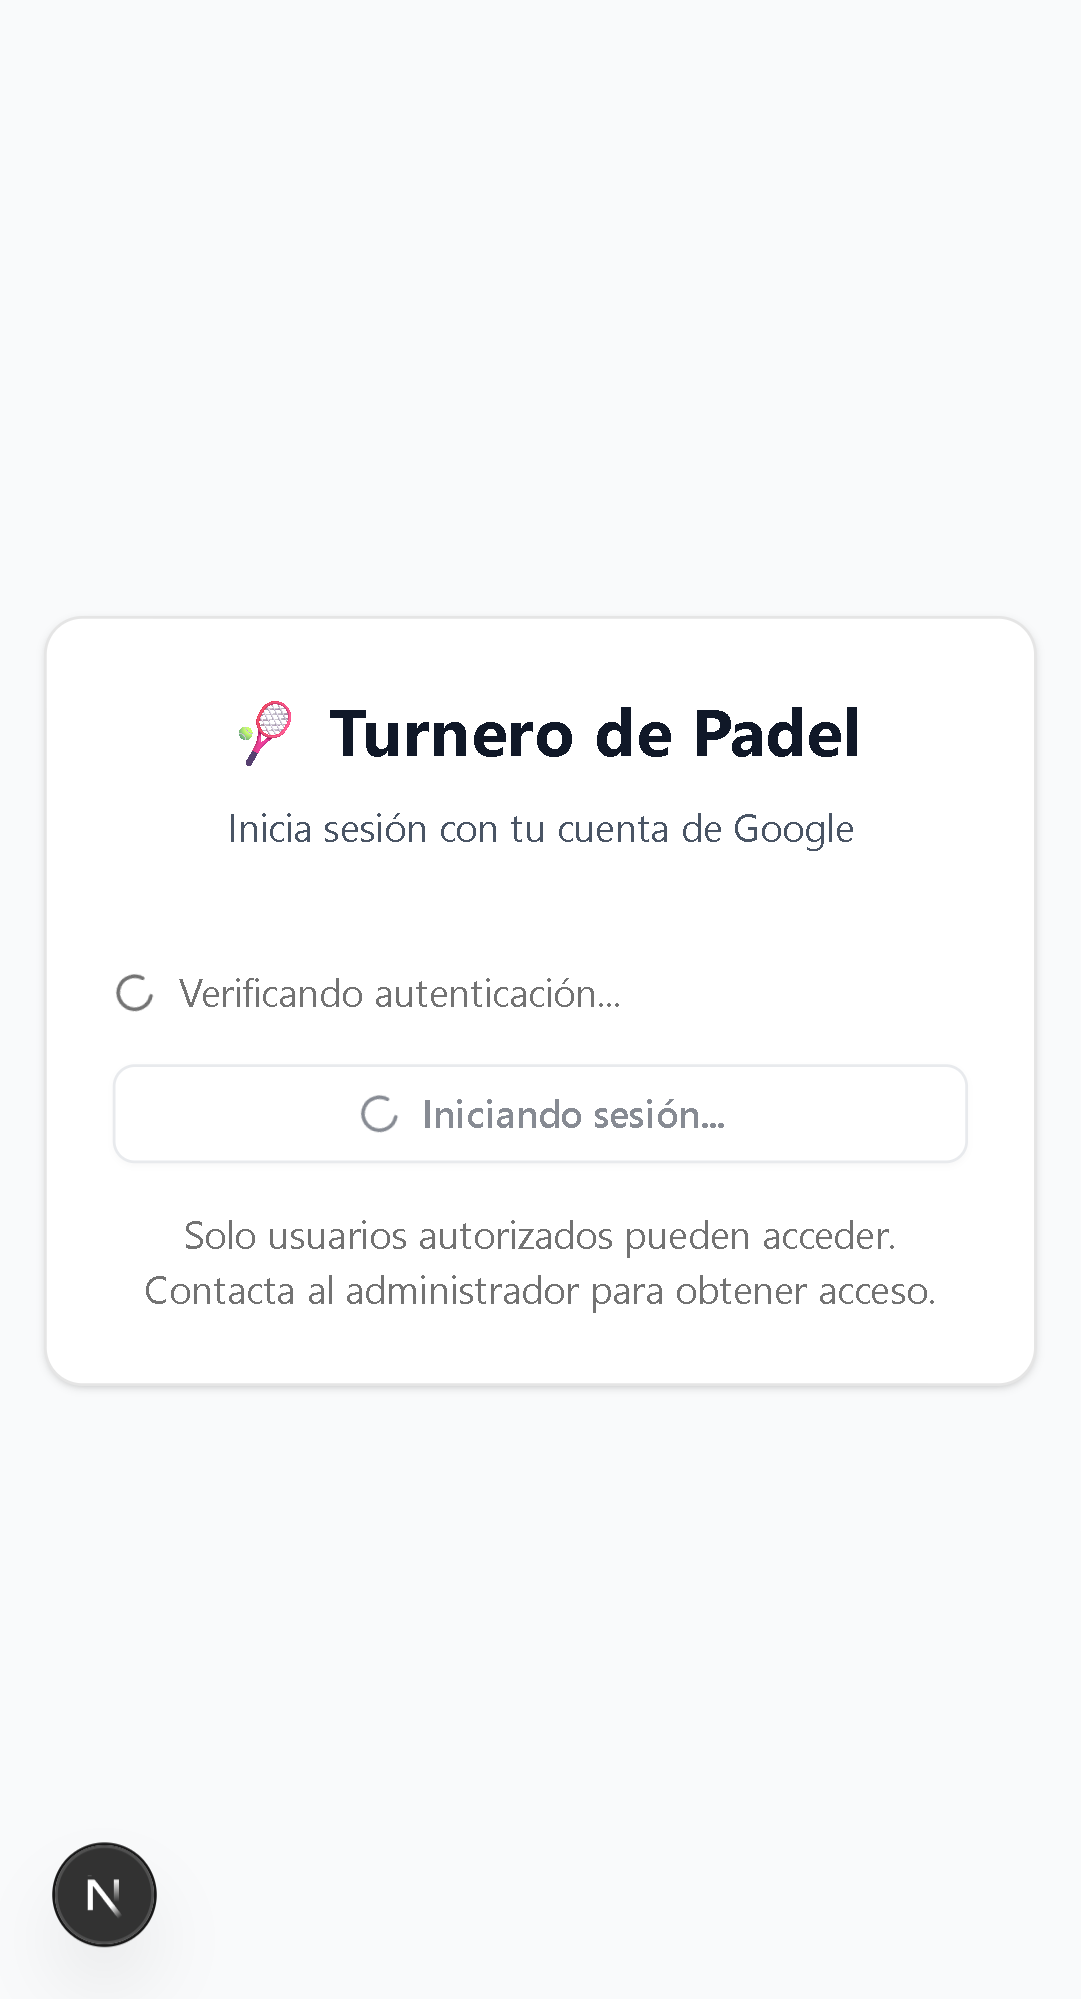 Turnero de Padel
Inicia sesión con tu cuenta de Google
Verificando autenticación...
Iniciando sesión...
Solo usuarios autorizados pueden acceder.
Contacta al administrador para obtener acceso.
N